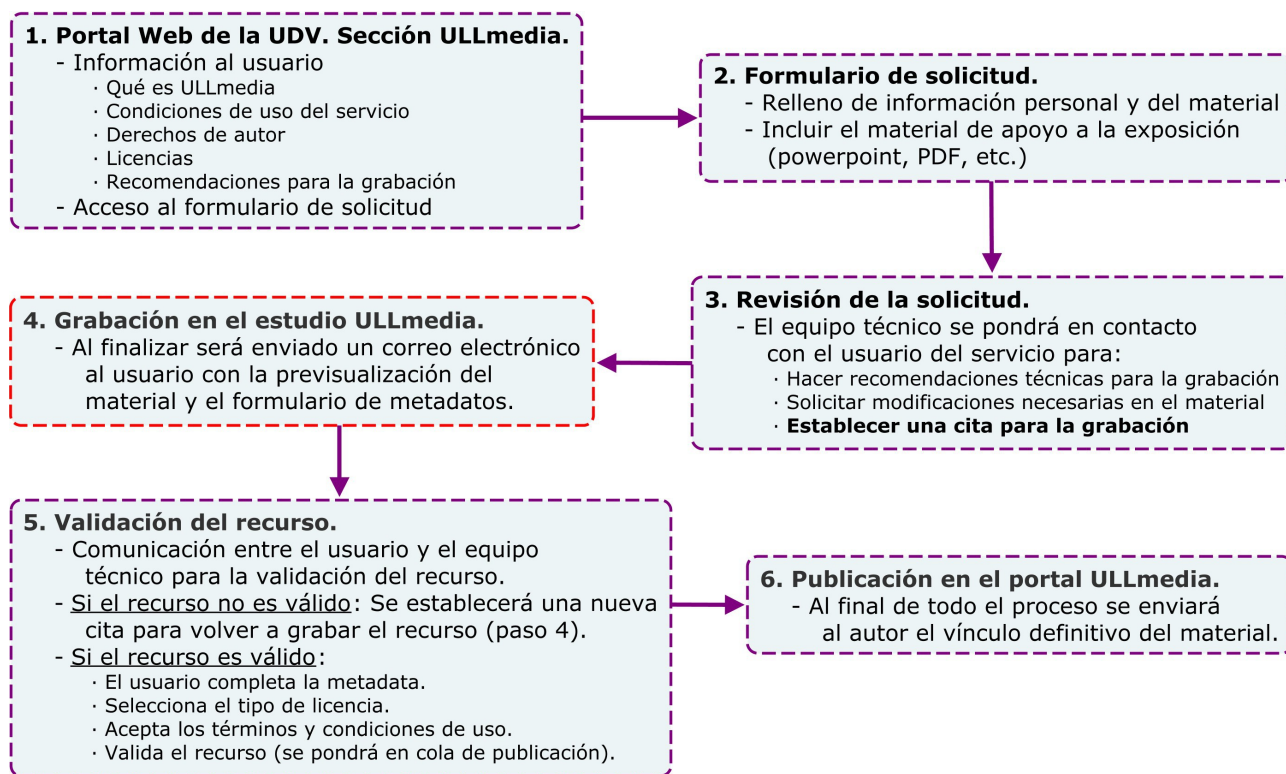 1. Portal Web de la UDV. Sección ULLmedia.
- Información al usuario
· Qué es ULLmedia
· Condiciones de uso del servicio
· Derechos de autor
· Licencias
· Recomendaciones para la grabación
- Acceso al formulario de solicitud
2. Formulario de solicitud.
- Relleno de información personal y del material
- Incluir el material de apoyo a la exposición
(powerpoint, PDF, etc.)
3. Revisión de la solicitud.
- El equipo técnico se pondrá en contacto
con el usuario del servicio para:
· Hacer recomendaciones técnicas para la grabación
· Solicitar modificaciones necesarias en el material
· Establecer una cita para la grabación
4. Grabación en el estudio ULLmedia.
- Al finalizar será enviado un correo electrónico
al usuario con la previsualización del
material y el formulario de metadatos.
5. Validación del recurso.
- Comunicación entre el usuario y el equipo
técnico para la validación del recurso.
- Si el recurso no es válido: Se establecerá una nueva
cita para volver a grabar el recurso (paso 4).
- Si el recurso es válido:
· El usuario completa la metadata.
· Selecciona el tipo de licencia.
· Acepta los términos y condiciones de uso.
· Valida el recurso (se pondrá en cola de publicación).
6. Publicación en el portal ULLmedia.
- Al final de todo el proceso se enviará
al autor el vínculo definitivo del material.